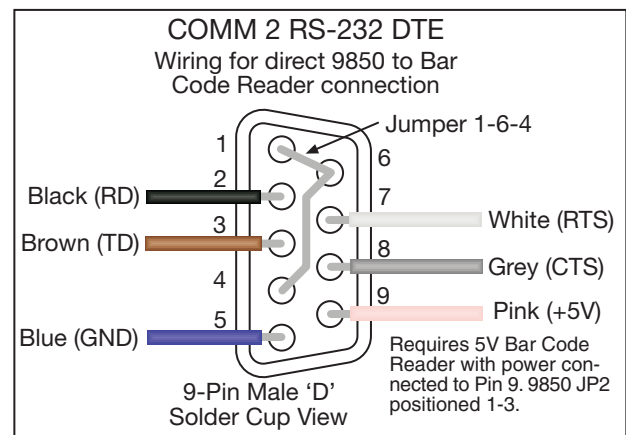 COMM 2 RS-232 DTE
Wiring for direct 9850 to Bar
Code Reader connection
Jumper 1-6-4
1
6
2
Black (RD)
7
White (RTS)
3
Brown (TD)
8
Grey (CTS)
4
9
Pink (+5V)
5
Blue (GND)
Requires 5V Bar Code
Reader with power con-
nected to Pin 9. 9850 JP2
positioned 1-3.
9-Pin Male ‘D’
Solder Cup View